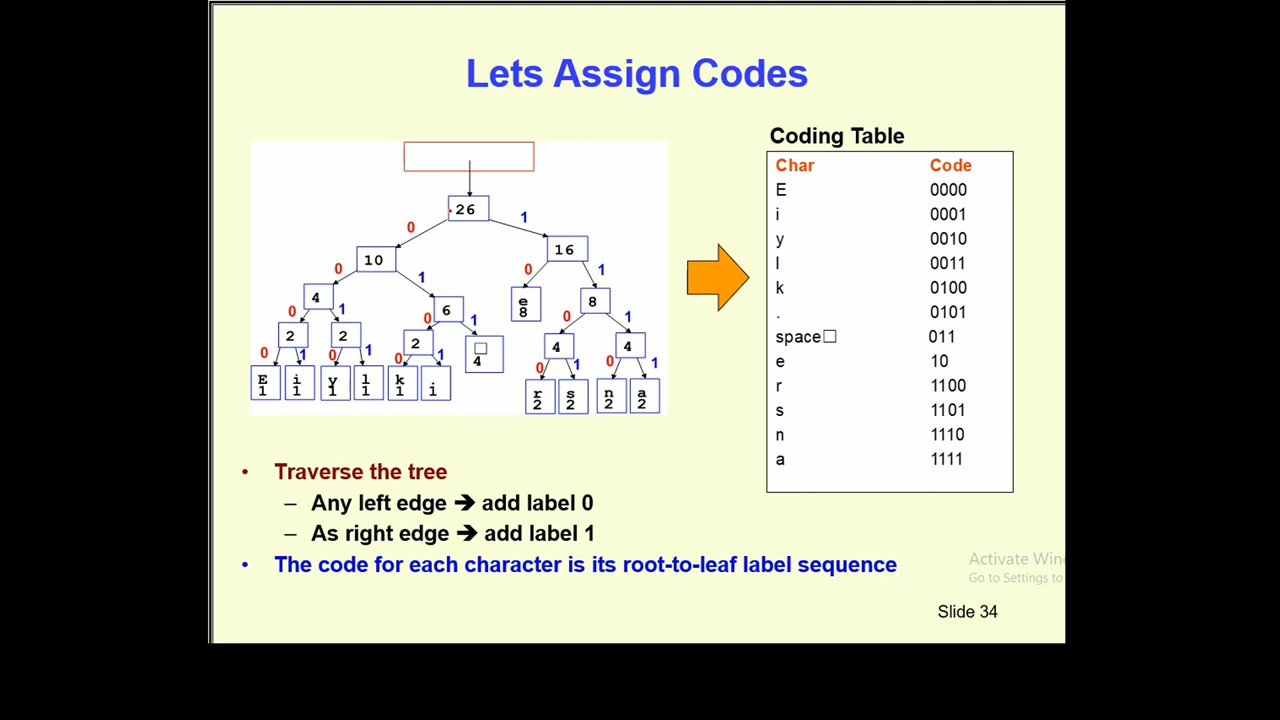 Lets Assign Codes
Coding Table
Char Code
E 0000
i 0001
y 0010
l 0011
k 0100
. 0101
space□ 011
e 10
r 1100
s 1101
n 1110
a 1111
26
0 1
10 16
0 1 0 1
4 6 e 8 8
0 1 0 1 0 1
2 2 2 □ 4 4 4
0 1 0 1 0 1 0 1 0 1
E 1 i 1 y 1 l 1 k 1 i r 2 s 2 n 2 a 2
• Traverse the tree
– Any left edge ➔ add label 0
– As right edge ➔ add label 1
• The code for each character is its root-to-leaf label sequence
Activate Win
Go to Settings to
Slide 34